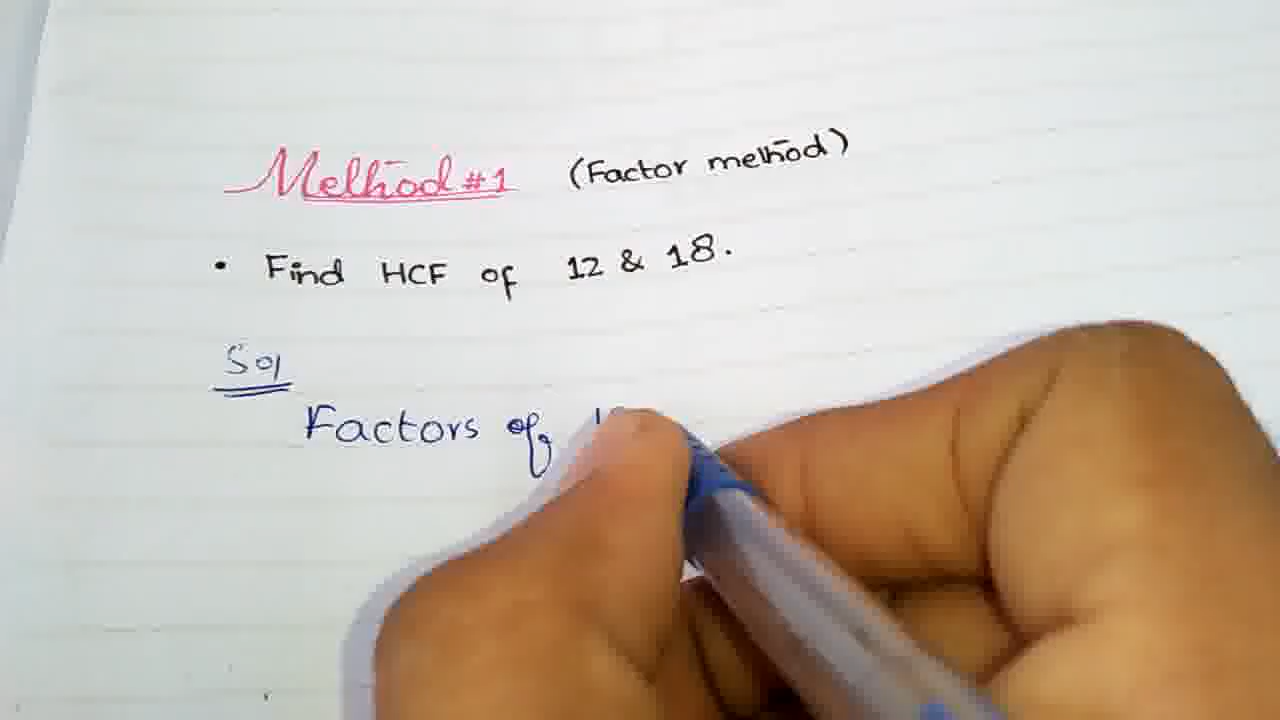 Method #1 (Factor method)
• Find HCF of 12 & 18.
Sol
Factors of